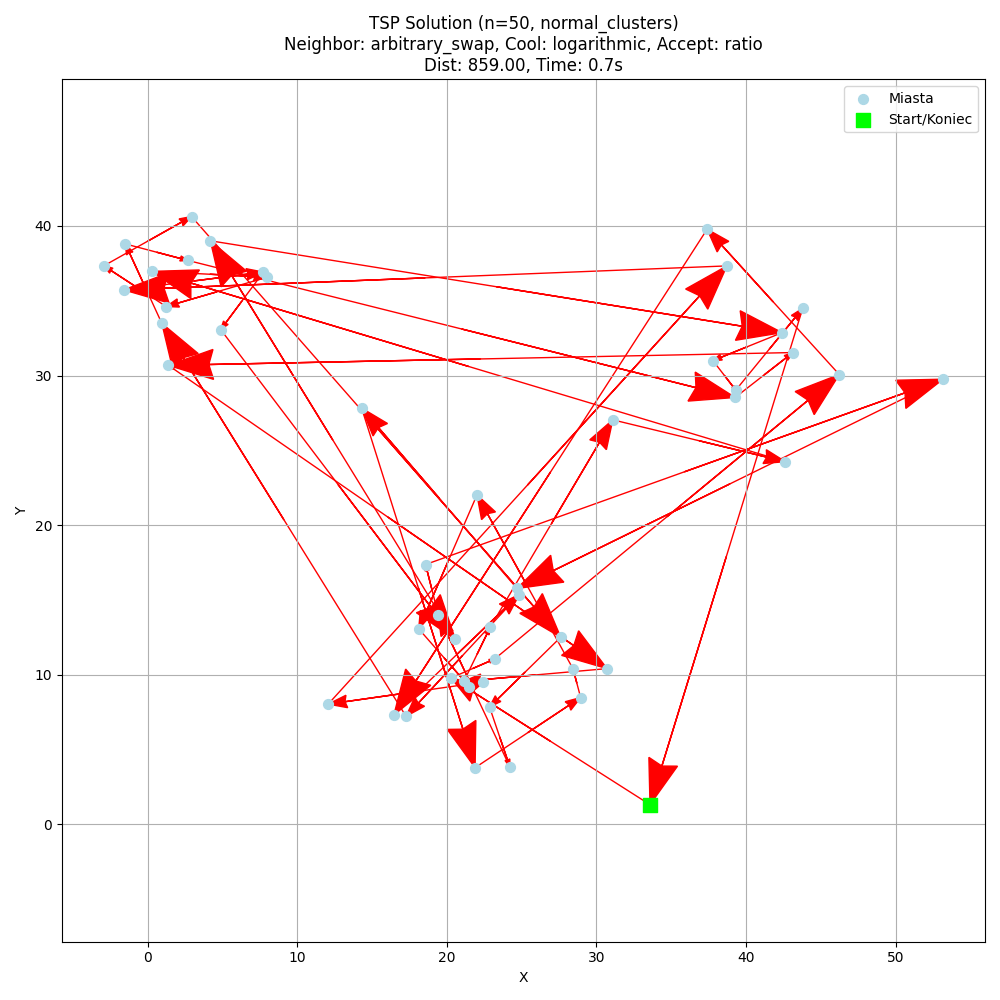 TSP Solution (n=50, normal_clusters)
Neighbor: arbitrary_swap, Cool: logarithmic, Accept: ratio
Dist: 859.00, Time: 0.7s
Miasta
Start/Koniec
40
30
20
10
0
Y
0 10 20 30 40 50
X